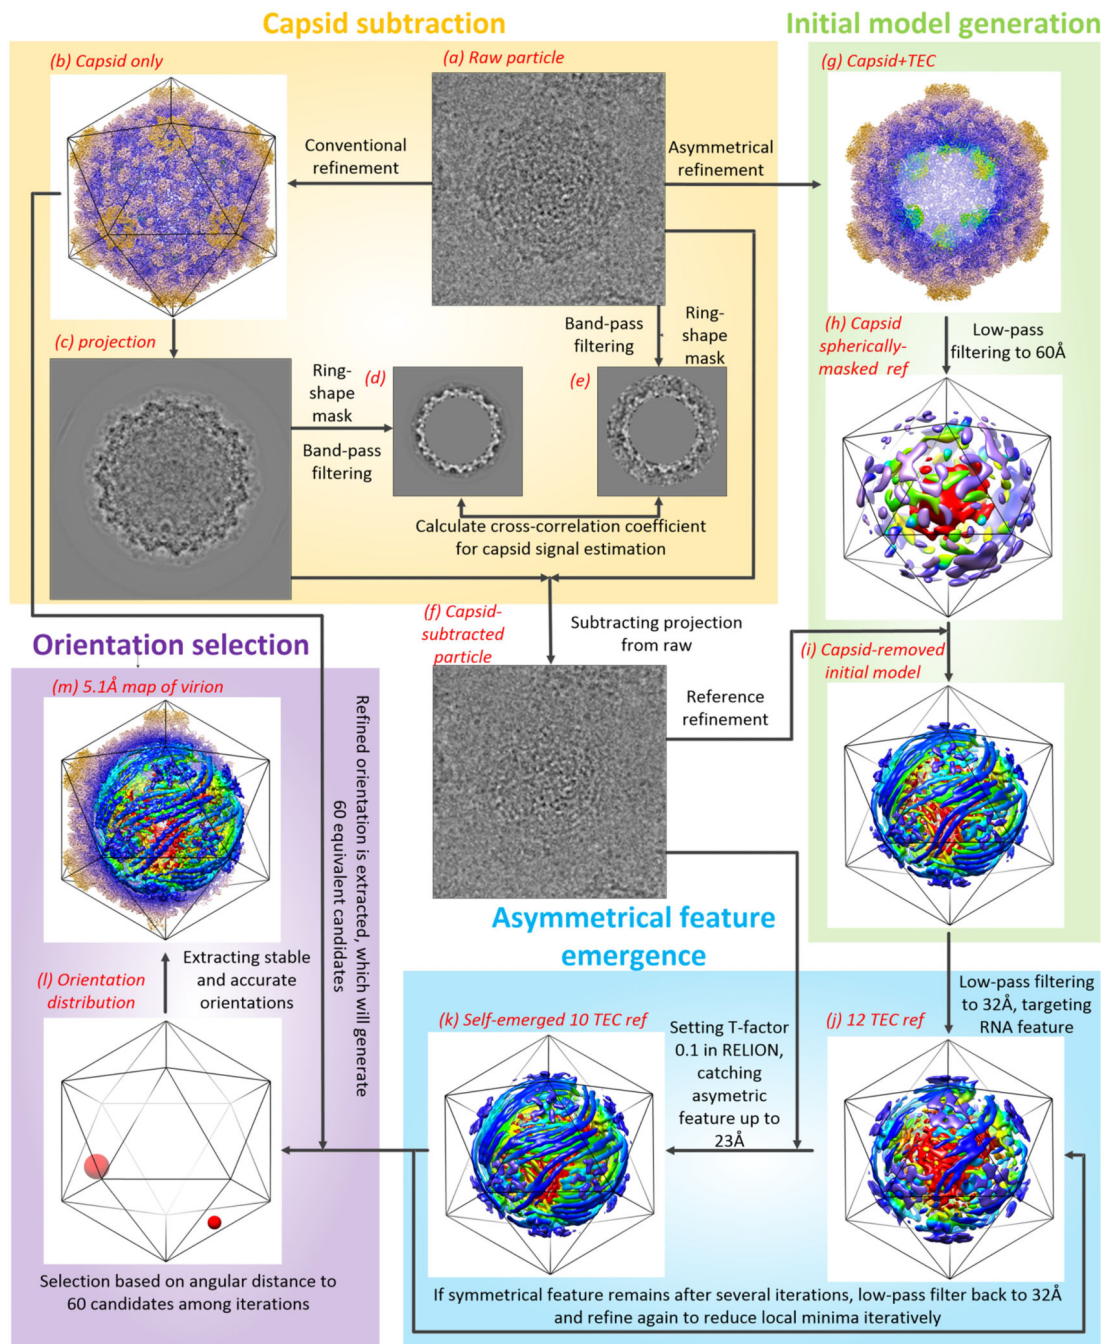 Capsid subtraction
Initial model generation
(b) Capsid only
(a) Raw particle
(g) Capsid+TEC
Conventional
refinement
Asymmetrical
refinement
(c) projection
Ring-
shape
mask
Band-pass
filtering
(d)
Band-pass
filtering
Ring-
shape
mask
(e)
(h) Capsid
spherically-
masked ref
Low-pass
filtering to 60Å
Calculate cross-correlation coefficient
for capsid signal estimation
(f) Capsid-
subtracted
particle
Subtracting projection
from raw
Reference
refinement
(i) Capsid-removed
initial model
Orientation selection
(m) 5.1Å map of virion
Refined orientation is extracted, which will generate
60 equivalent candidates
(l) Orientation
distribution
Extracting stable
and accurate
orientations
Selection based on angular distance to
60 candidates among iterations
Asymmetrical feature
emergence
(k) Self-emerged 10 TEC ref
Setting T-factor
0.1 in RELION,
catching
asymetric
feature up to
23Å
Low-pass filtering
to 32Å, targeting
RNA feature
(j) 12 TEC ref
If symmetrical feature remains after several iterations, low-pass filter back to 32Å
and refine again to reduce local minima iteratively